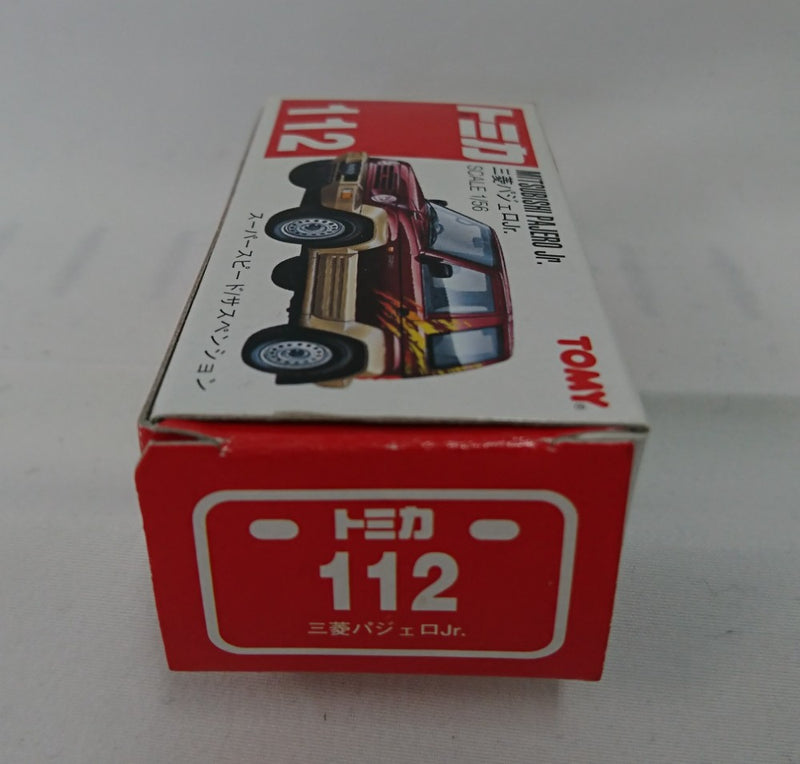 トミカ
112
三菱パジェロJr.
SCALE 1/56
MITSUBISHI PAJERO Jr.
スーパースピード/サスペンション
TOMY®
トミカ
112
三菱パジェロJr.